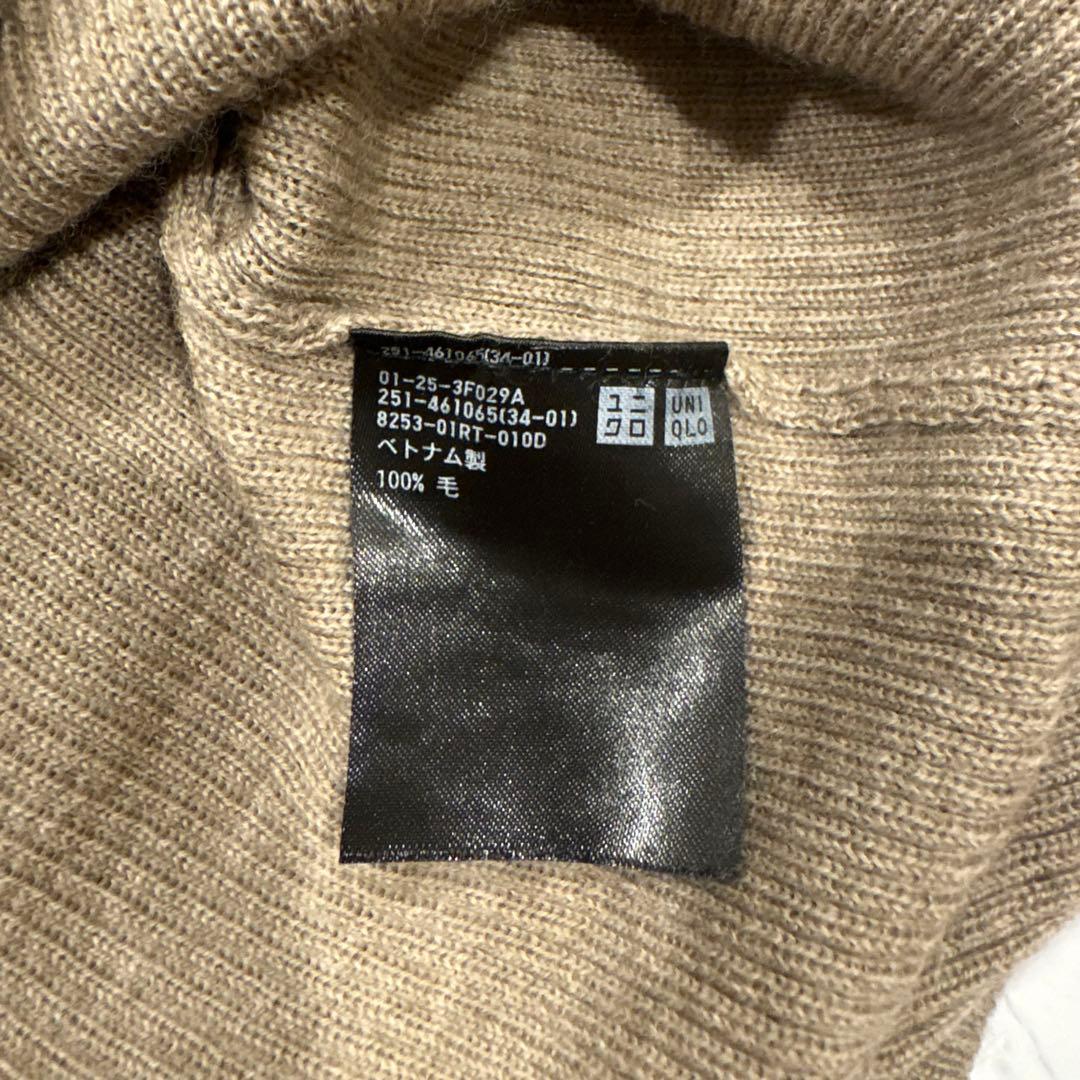 251-461065(34-01)
01-25-3F029A
251-461065(34-01)
8253-01RT-010D
ベトナム製
100% 毛
ユニ
クロ
UNI
QLO